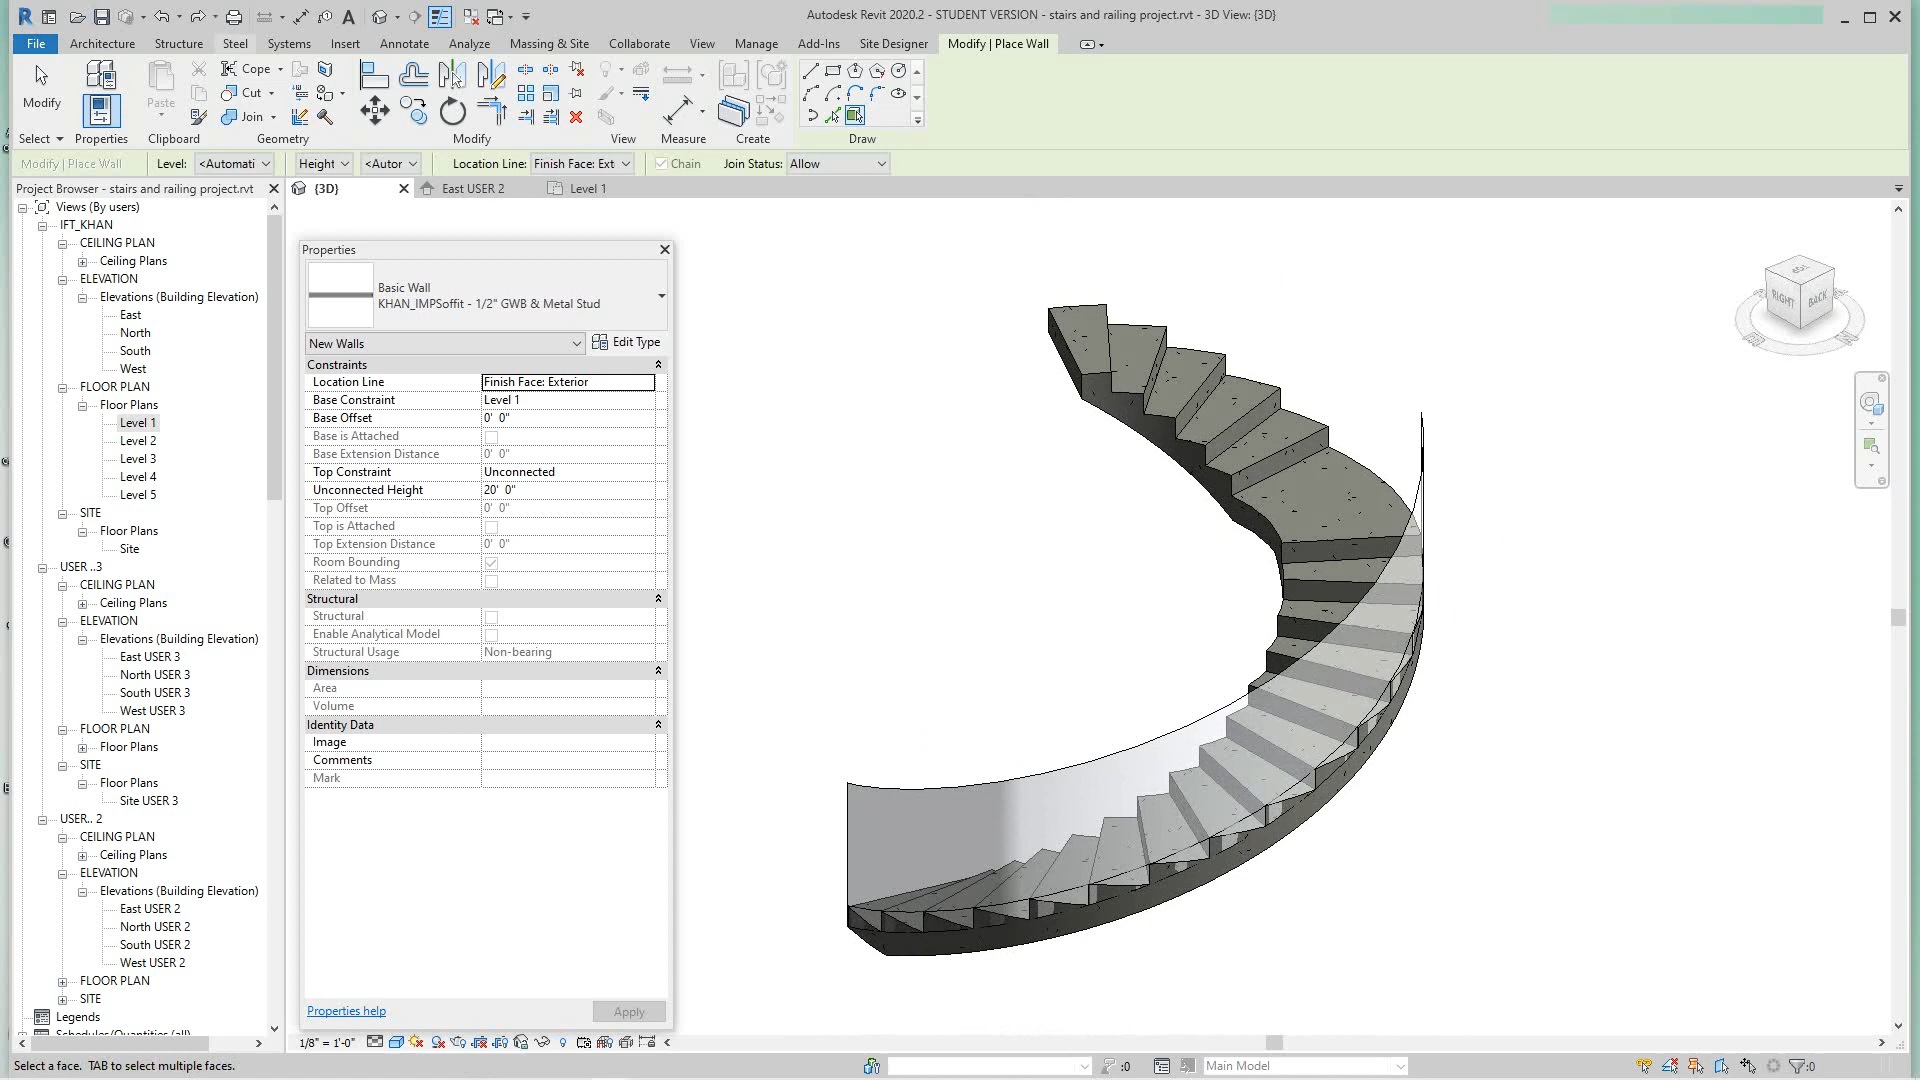 Autodesk Revit 2020.2 - STUDENT VERSION - stairs and railing project.rvt - 3D View: {3D}
File Architecture Structure Steel Systems Insert Annotate Analyze Massing & Site Collaborate View Manage Add-Ins Site Designer Modify | Place Wall
Modify Paste Cope Cut Join
Select Properties Clipboard Geometry Modify View Measure Create Draw
Modify | Place Wall Level: <Automati Height <Autor Location Line: Finish Face: Ext Chain Join Status: Allow
Project Browser - stairs and railing project.rvt
{3D} East USER 2 Level 1
Views (By users)
IFT_KHAN
CEILING PLAN
Ceiling Plans
ELEVATION
Elevations (Building Elevation)
East
North
South
West
FLOOR PLAN
Floor Plans
Level 1
Level 2
Level 3
Level 4
Level 5
SITE
Floor Plans
Site
USER ..3
CEILING PLAN
Ceiling Plans
ELEVATION
Elevations (Building Elevation)
East USER 3
North USER 3
South USER 3
West USER 3
FLOOR PLAN
Floor Plans
SITE
Floor Plans
Site USER 3
USER.. 2
CEILING PLAN
Ceiling Plans
ELEVATION
Elevations (Building Elevation)
East USER 2
North USER 2
South USER 2
West USER 2
FLOOR PLAN
SITE
Legends
Schedules/Quantities (all)
Properties
Basic Wall
KHAN_IMPSoffit - 1/2" GWB & Metal Stud
New Walls Edit Type
Constraints
Location Line Finish Face: Exterior
Base Constraint Level 1
Base Offset 0' 0"
Base is Attached
Base Extension Distance 0' 0"
Top Constraint Unconnected
Unconnected Height 20' 0"
Top Offset 0' 0"
Top is Attached
Top Extension Distance 0' 0"
Room Bounding
Related to Mass
Structural
Structural
Enable Analytical Model
Structural Usage Non-bearing
Dimensions
Area
Volume
Identity Data
Image
Comments
Mark
Properties help Apply
TOP
RIGHT BACK
1/8" = 1'-0"
Select a face. TAB to select multiple faces. :0 Main Model :0